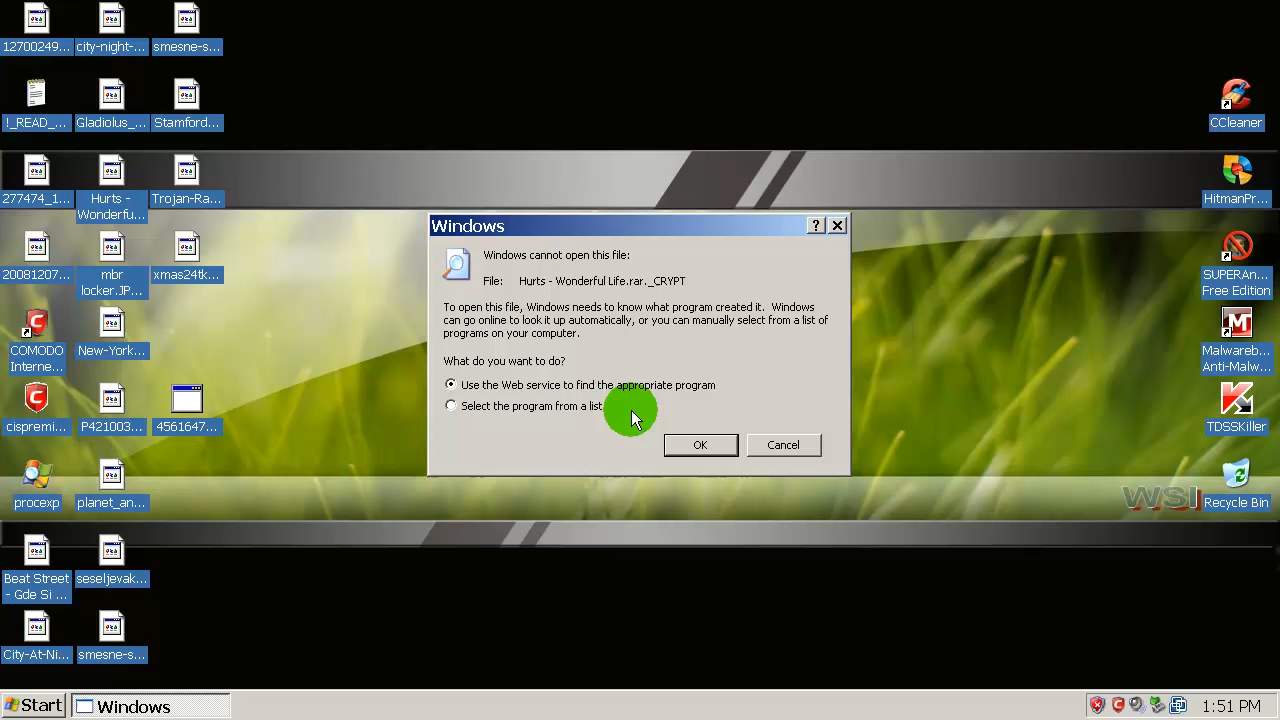 12700249...
city-night-...
smesne-s...
!_READ_...
Gladiolus_...
Stamford...
CCleaner
277474_1...
Hurts -
Wonderfu...
Trojan-Ra...
HitmanPr...
20081207...
mbr
locker.JP...
xmas24tk...
SUPERAn...
Free Edition
COMODO
Interne...
New-York...
Malwareb...
Anti-Malw...
cispremi...
P421003...
4561647...
TDSSKiller
procexp
planet_an...
WSI
Recycle Bin
Beat Street
- Gde Si ...
seseljevak...
City-At-Ni...
smesne-s...
Windows
Windows cannot open this file:
File: Hurts - Wonderful Life.rar._CRYPT
To open this file, Windows needs to know what program created it. Windows
can go online to look it up automatically, or you can manually select from a list of
programs on your computer.
What do you want to do?
Use the Web service to find the appropriate program
Select the program from a list
OK
Cancel
Start
Windows
1:51 PM